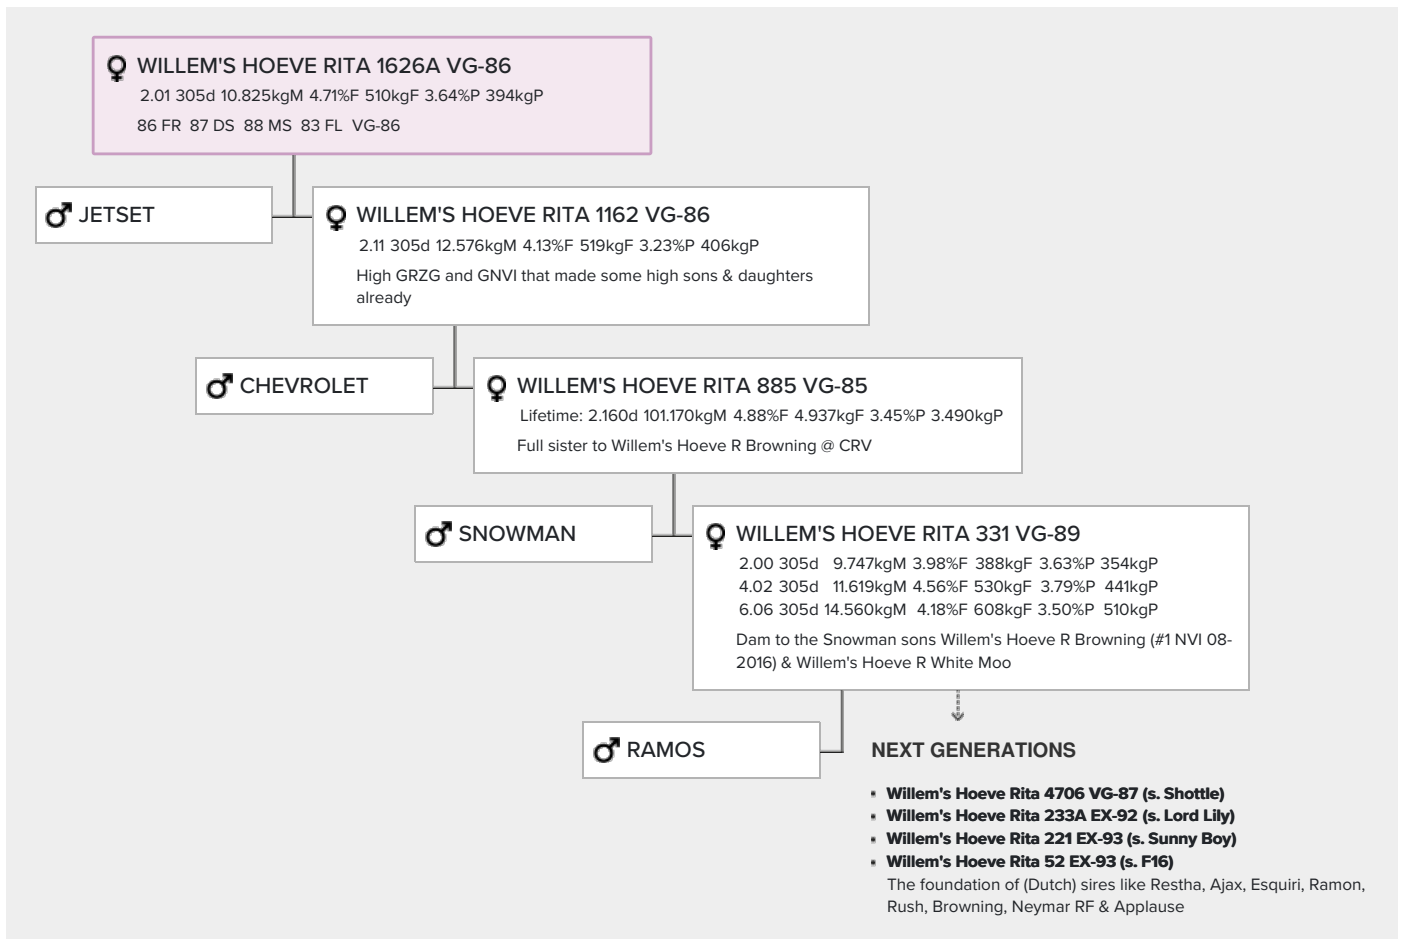 WILLEM'S HOEVE RITA 1626A VG-86
2.01 305d 10.825kgM 4.71%F 510kgF 3.64%P 394kgP
86 FR 87 DS 88 MS 83 FL VG-86
JETSET
WILLEM'S HOEVE RITA 1162 VG-86
2.11 305d 12.576kgM 4.13%F 519kgF 3.23%P 406kgP
High GRZG and GNVI that made some high sons & daughters
already
CHEVROLET
WILLEM'S HOEVE RITA 885 VG-85
Lifetime: 2.160d 101.170kgM 4.88%F 4.937kgF 3.45%P 3.490kgP
Full sister to Willem's Hoeve R Browning @ CRV
SNOWMAN
WILLEM'S HOEVE RITA 331 VG-89
2.00 305d 9.747kgM 3.98%F 388kgF 3.63%P 354kgP
4.02 305d 11.619kgM 4.56%F 530kgF 3.79%P 441kgP
6.06 305d 14.560kgM 4.18%F 608kgF 3.50%P 510kgP
Dam to the Snowman sons Willem's Hoeve R Browning (#1 NVI 08-
2016) & Willem's Hoeve R White Moo
RAMOS
NEXT GENERATIONS
Willem's Hoeve Rita 4706 VG-87 (s. Shottle)
Willem's Hoeve Rita 233A EX-92 (s. Lord Lily)
Willem's Hoeve Rita 221 EX-93 (s. Sunny Boy)
Willem's Hoeve Rita 52 EX-93 (s. F16)
The foundation of (Dutch) sires like Restha, Ajax, Esquiri, Ramon,
Rush, Browning, Neymar RF & Applause